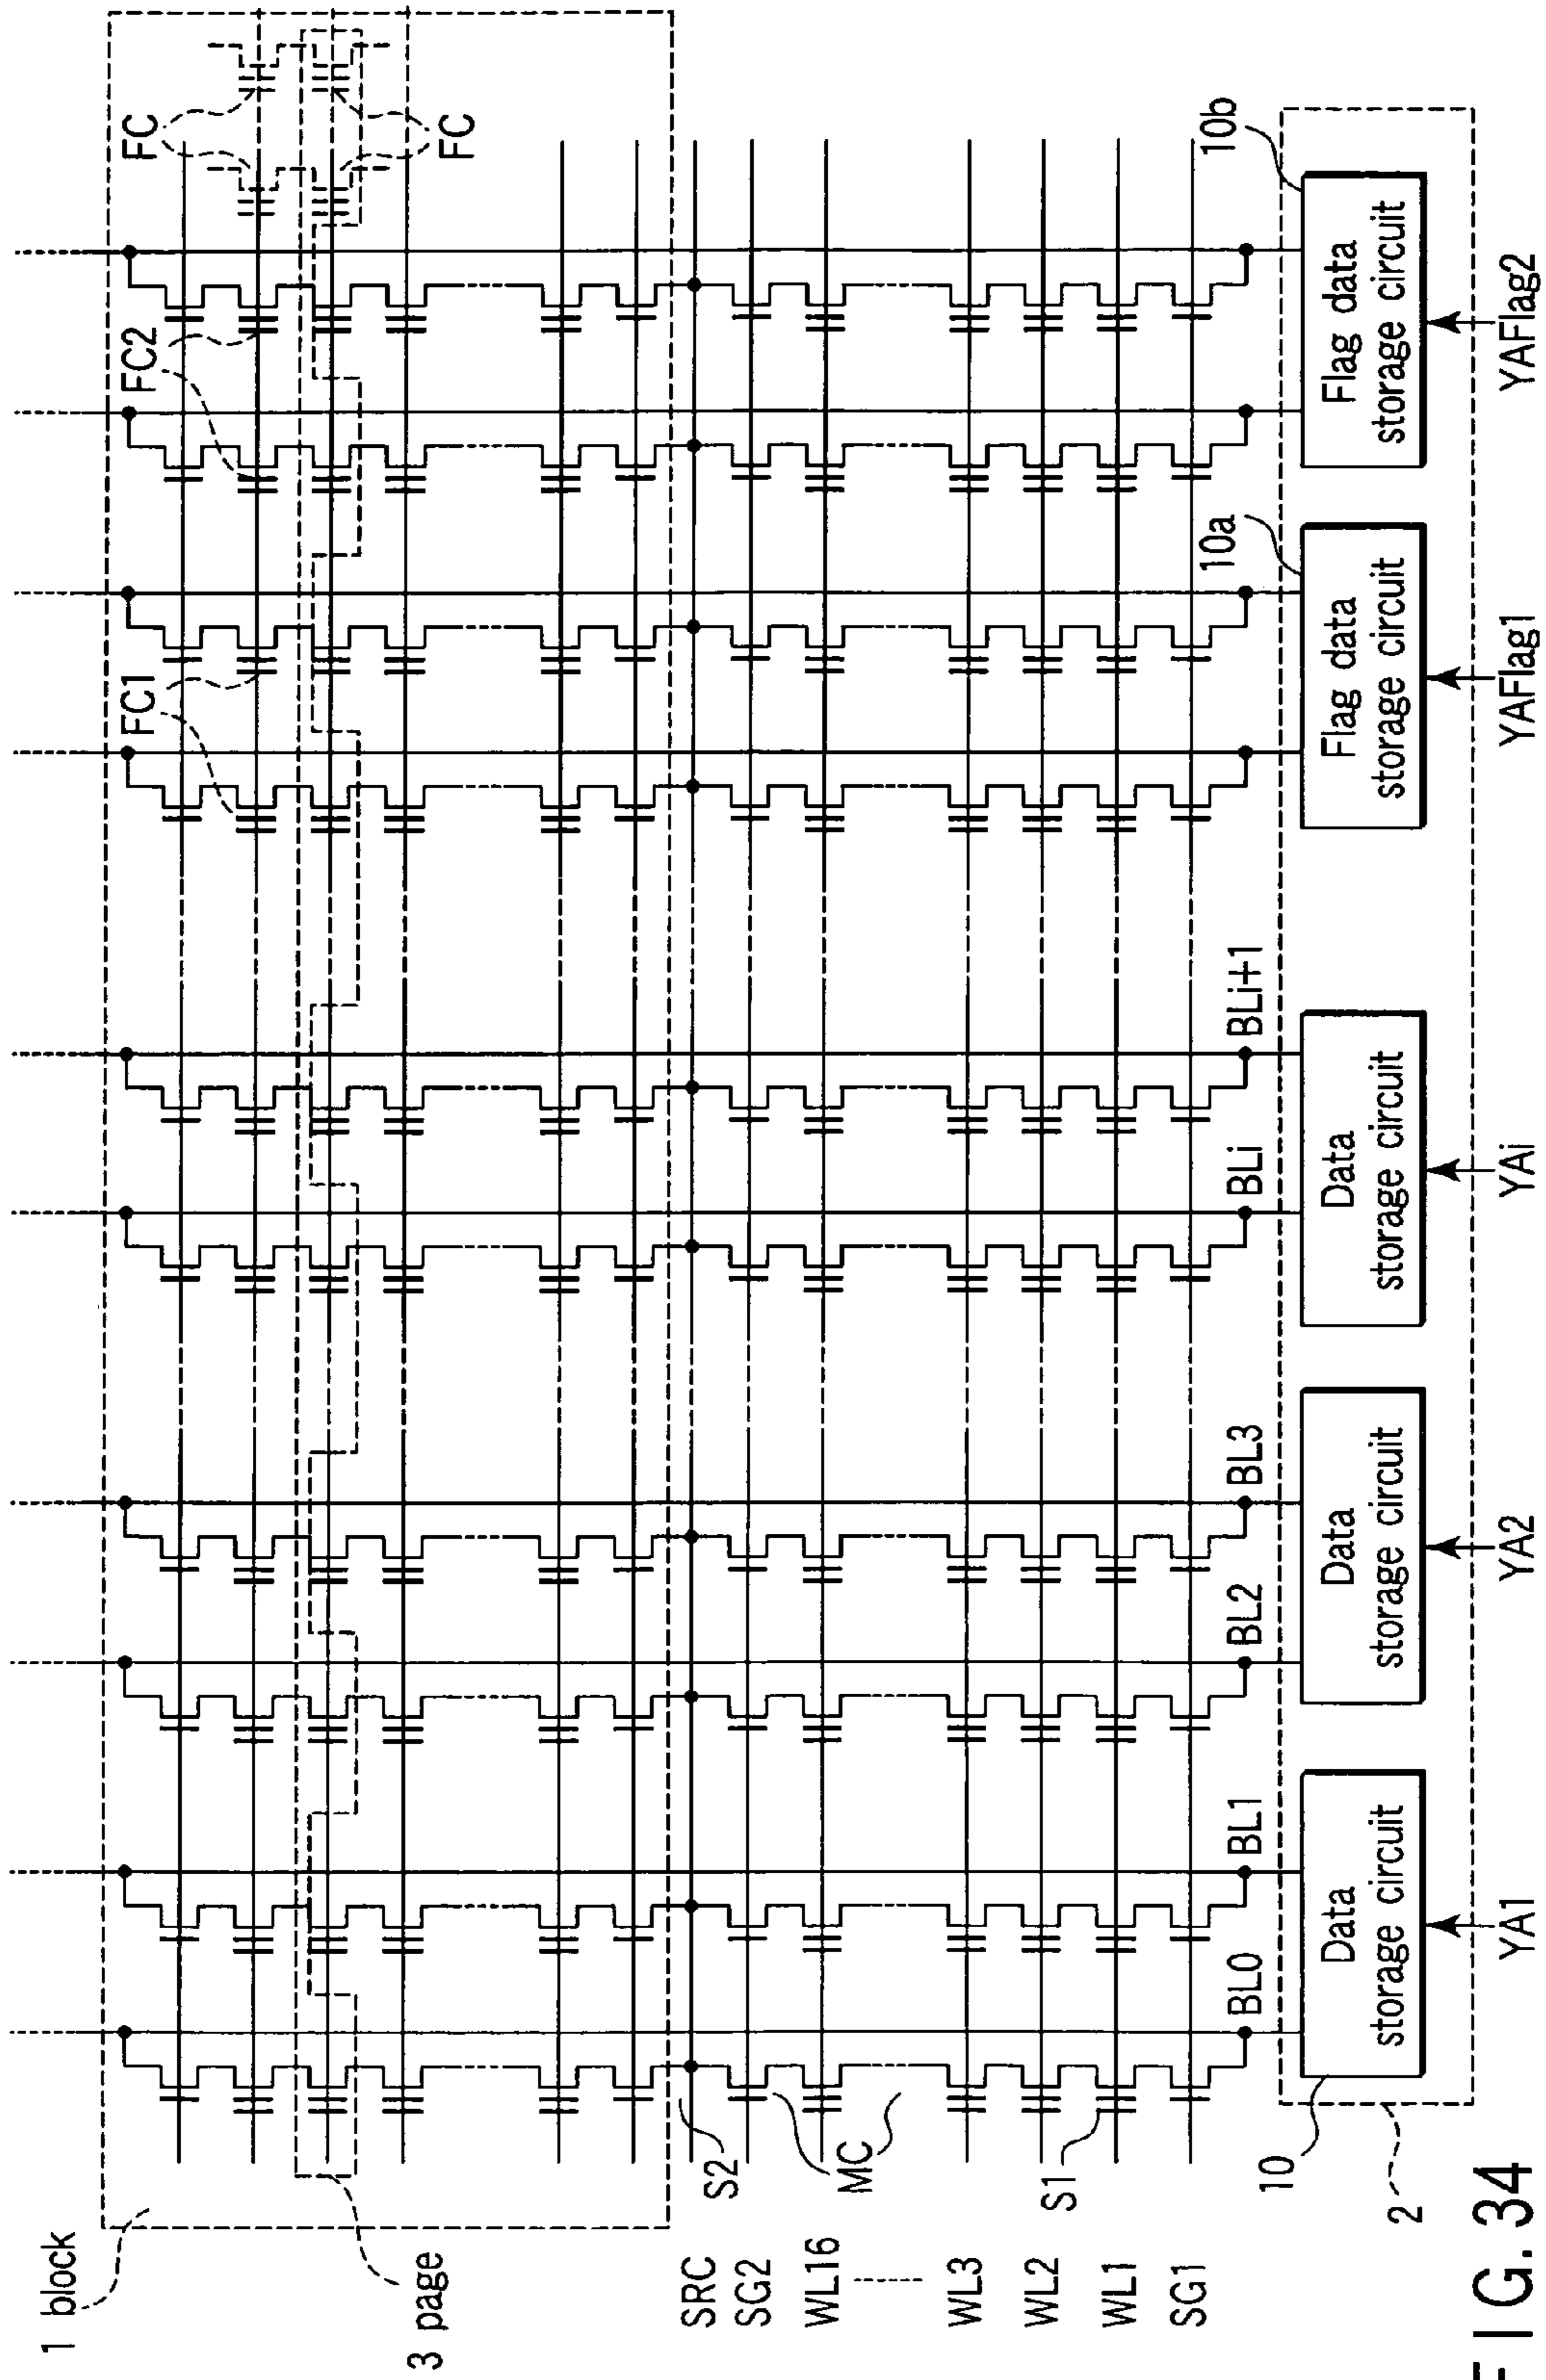 1 block
3 page
FC
FC
FC2
FC1
SRC
SG2
WL16
WL3
WL2
WL1
SG1
S2
MC
S1
BL0
BL1
BL2
BL3
BLi
BLi+1
10
10a
10b
Data
storage circuit
Data
storage circuit
Data
storage circuit
Flag data
storage circuit
Flag data
storage circuit
2
YA1
YA2
YAi
YAFlag1
YAFlag2
FIG. 34